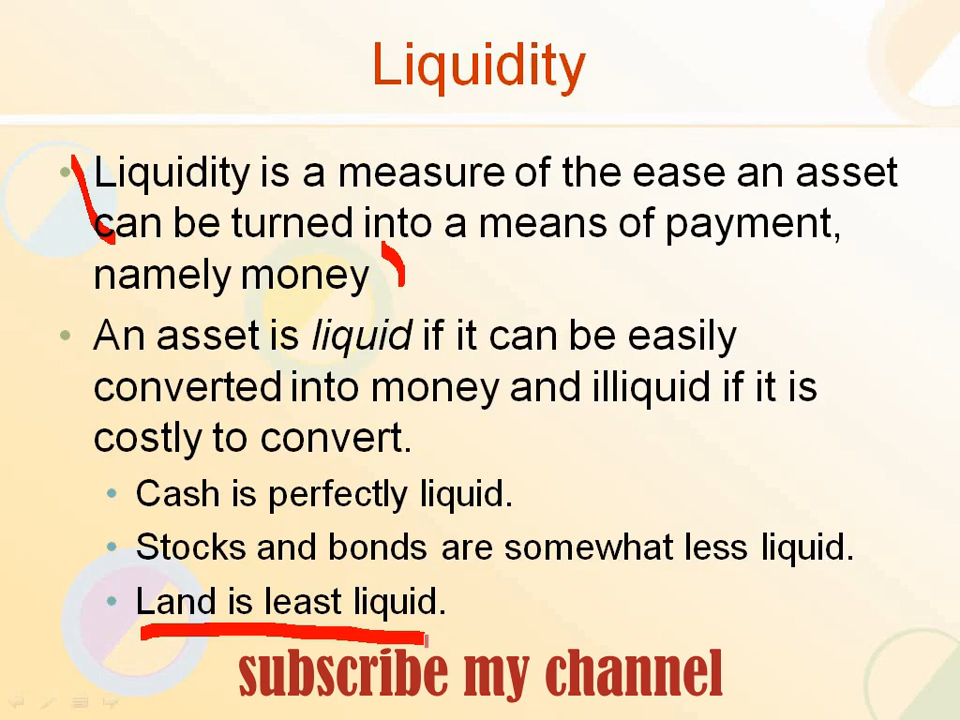 Liquidity
• Liquidity is a measure of the ease an asset
can be turned into a means of payment,
namely money
• An asset is liquid if it can be easily
converted into money and illiquid if it is
costly to convert.
• Cash is perfectly liquid.
• Stocks and bonds are somewhat less liquid.
• Land is least liquid.
subscribe my channel